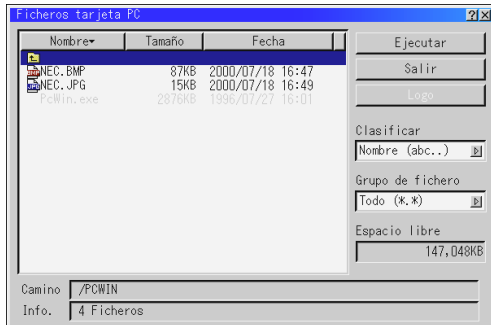 Ficheros tarjeta PC
Nombre Tamaño Fecha
NEC.BMP 87KB 2000/07/18 16:47
NEC.JPG 15KB 2000/07/18 16:49
PcWin.exe 2876KB 1996/07/27 16:01
Ejecutar
Salir
Logo
Clasificar
Nombre (abc..)
Grupo de fichero
Todo (*.*)
Espacio libre
147,048KB
Camino /PCWIN
Info. 4 Ficheros